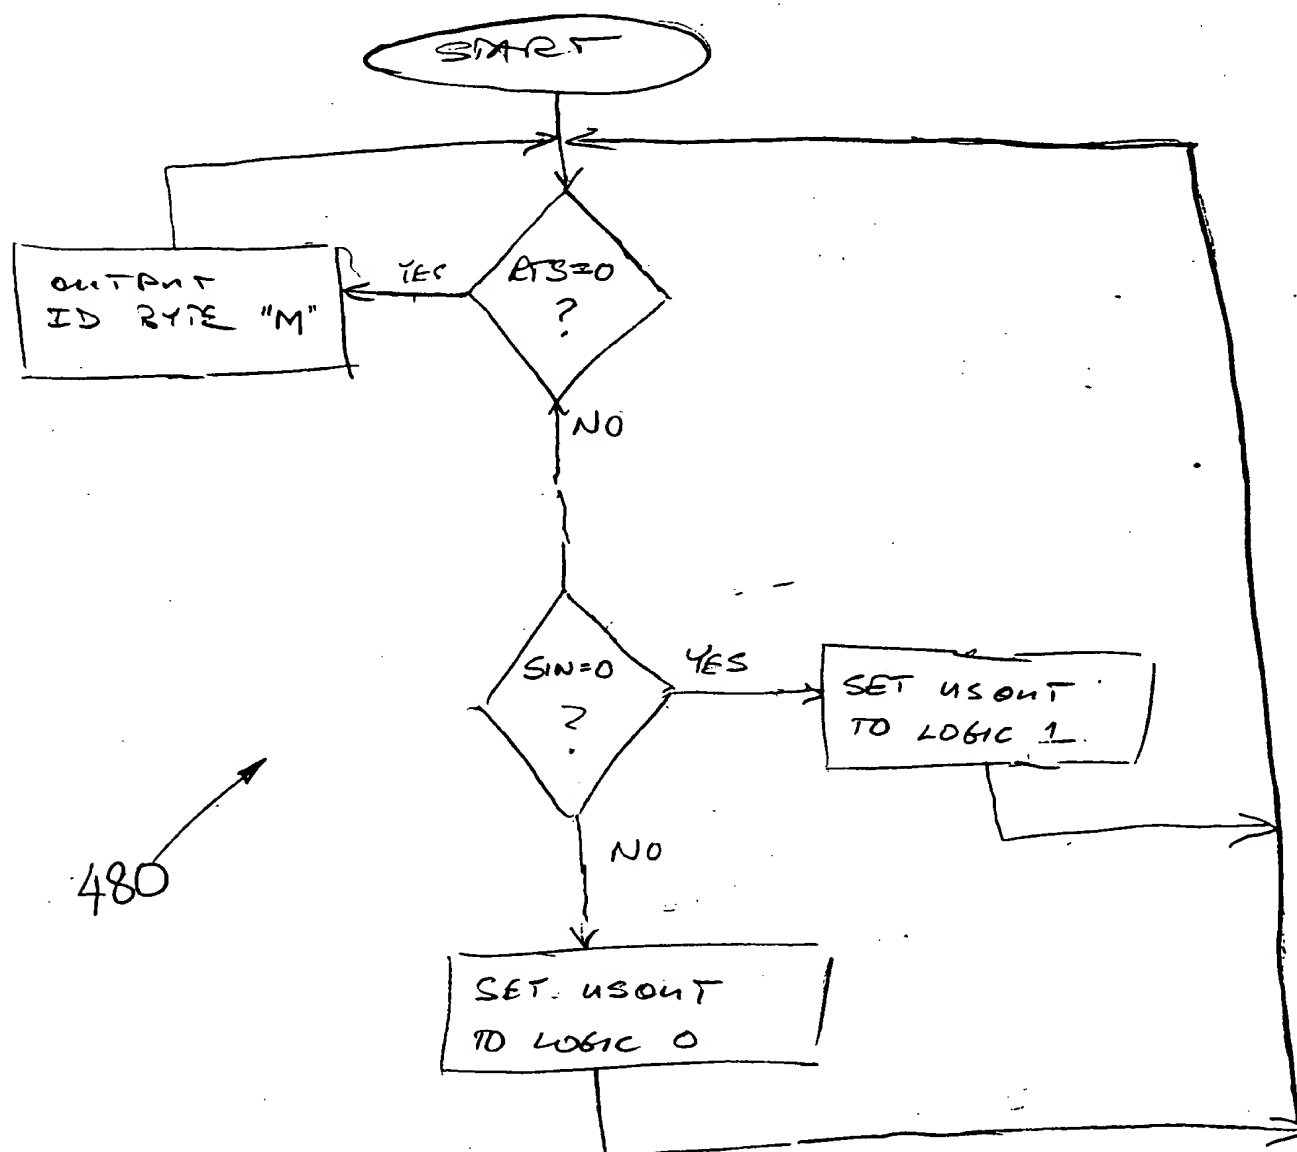 START
RTS=0
?
YES
OUTPUT
ID BYTE "M"
NO
SIN=0
?
YES
SET USOUT
TO LOGIC 1
NO
480
SET USOUT
TO LOGIC 0